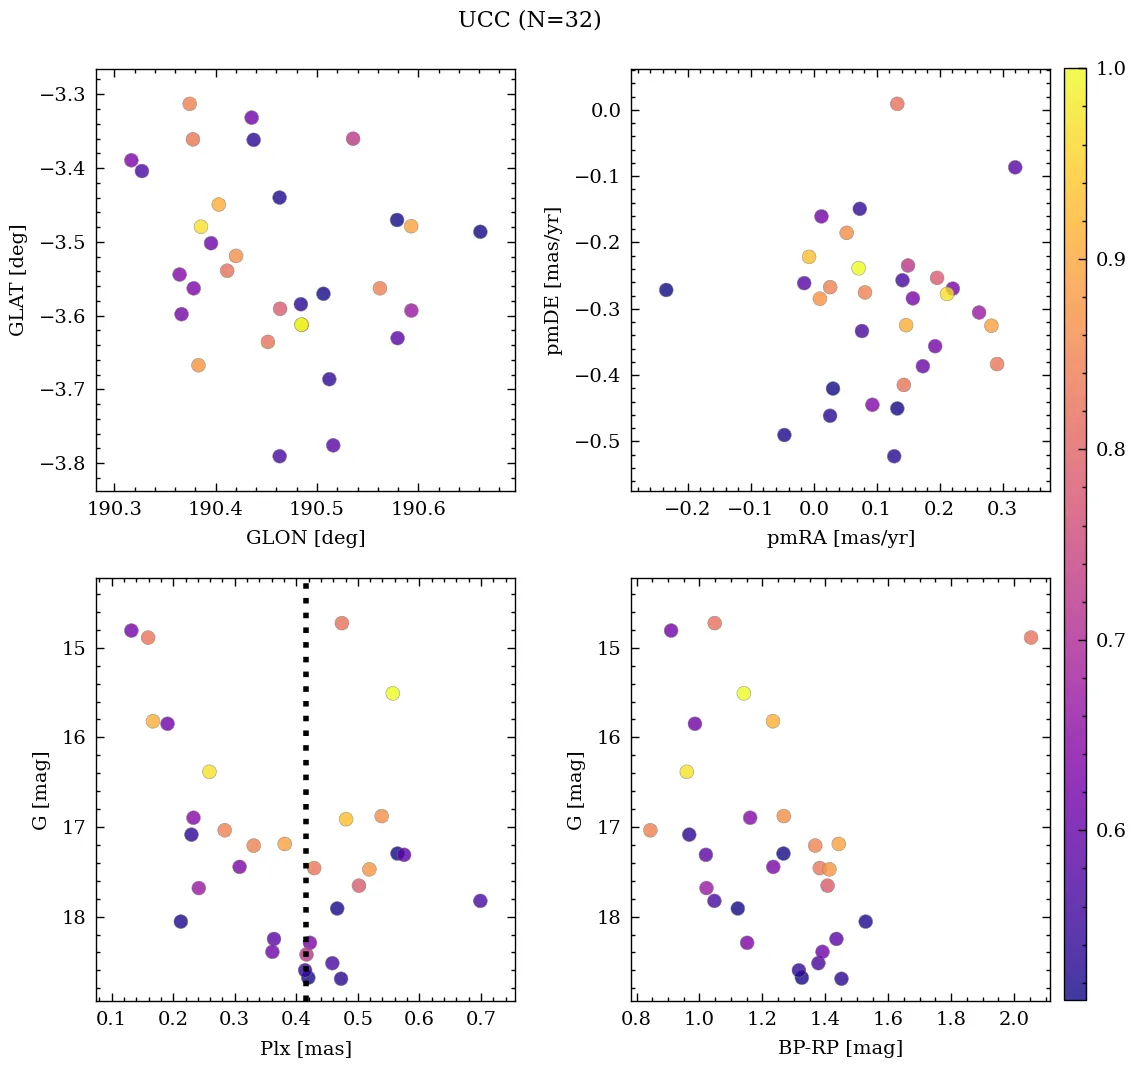 UCC (N=32)
−3.3
−3.4
−3.5
−3.6
−3.7
−3.8
GLAT [deg]
190.3 190.4 190.5 190.6
GLON [deg]
0.0
−0.1
−0.2
−0.3
−0.4
−0.5
pmDE [mas/yr]
−0.2 −0.1 0.0 0.1 0.2 0.3
pmRA [mas/yr]
15
16
17
18
G [mag]
0.1 0.2 0.3 0.4 0.5 0.6 0.7
Plx [mas]
15
16
17
18
G [mag]
0.8 1.0 1.2 1.4 1.6 1.8 2.0
BP-RP [mag]
1.0
0.9
0.8
0.7
0.6